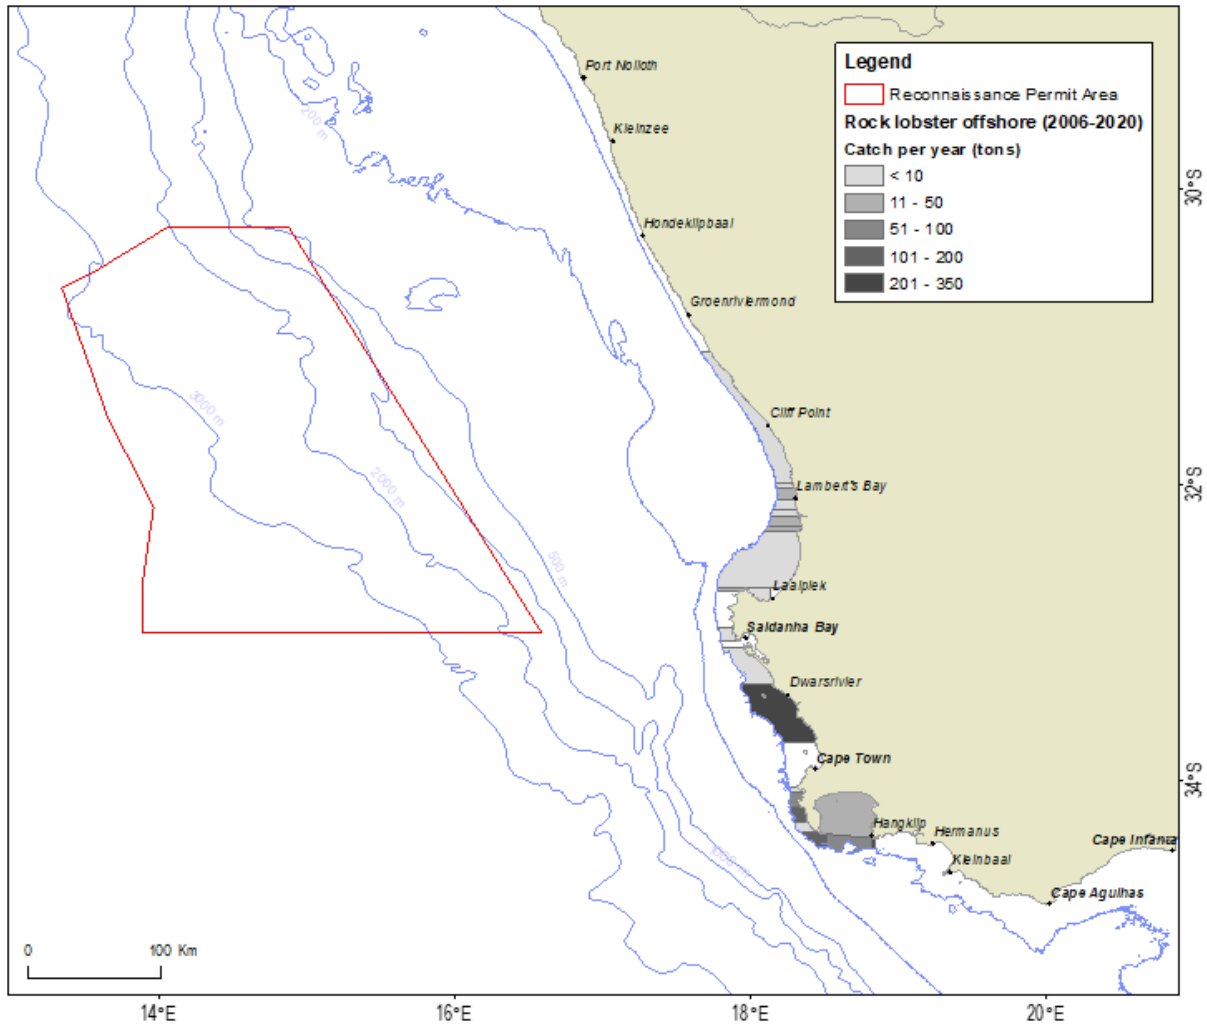 Legend
Reconnaissance Permit Area
Rock lobster offshore (2006-2020)
Catch per year (tons)
< 10
11 - 50
51 - 100
101 - 200
201 - 350
Port Nolloth
Kleinzee
200 m
30°S
Hondeklipbaai
Groenriviermond
3000 m
Cliff Point
2000 m
Lambert's Bay
32°S
500 m
Laaiplek
Saldanha Bay
Dwarsrivier
Cape Town
34°S
Hangklip
Hermanus
Cape Infanta
1000 m
Kleinbaai
Cape Agulhas
0 100 Km
14°E 16°E 18°E 20°E